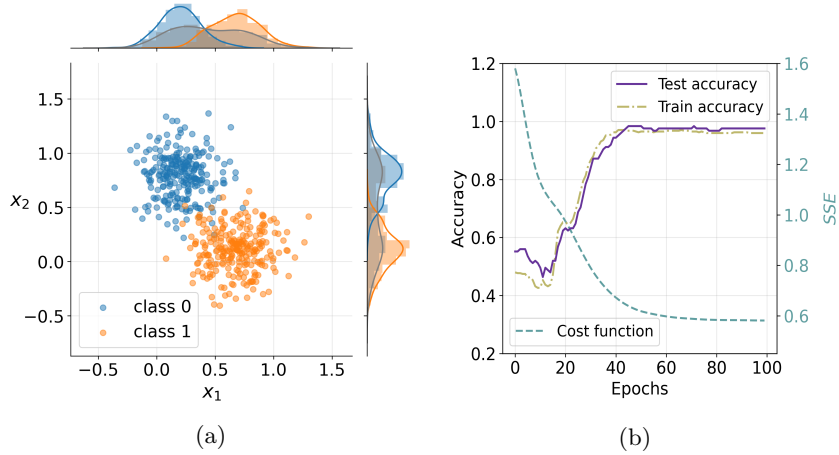 x₂
1.5
1.0
0.5
0.0
−0.5
class 0
class 1
−0.5
0.0
0.5
1.0
1.5
x₁
(a)
Accuracy
1.2
1.0
0.8
0.6
0.4
0.2
Test accuracy
Train accuracy
Cost function
0
20
40
60
80
100
Epochs
1.6
1.4
1.2
1.0
0.8
0.6
SSE
(b)